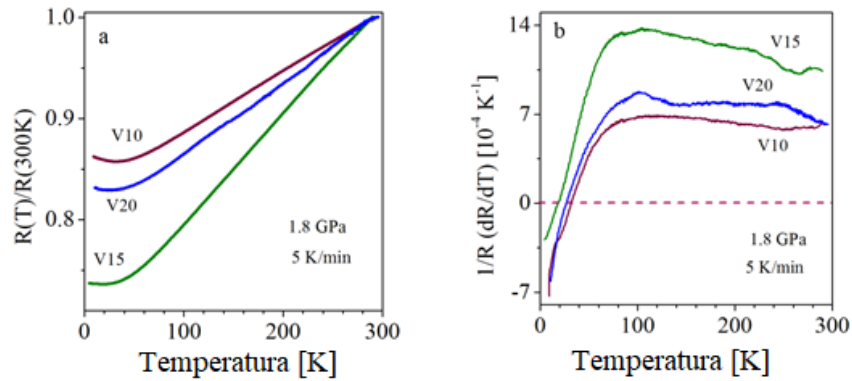 a
R(T)/R(300K)
1.0
0.9
0.8
V10
V20
V15
1.8 GPa
5 K/min
0
100
200
300
Temperatura [K]
b
1/R (dR/dT) [10⁻⁴ K⁻¹]
14
7
0
-7
V15
V20
V10
1.8 GPa
5 K/min
0
100
200
300
Temperatura [K]